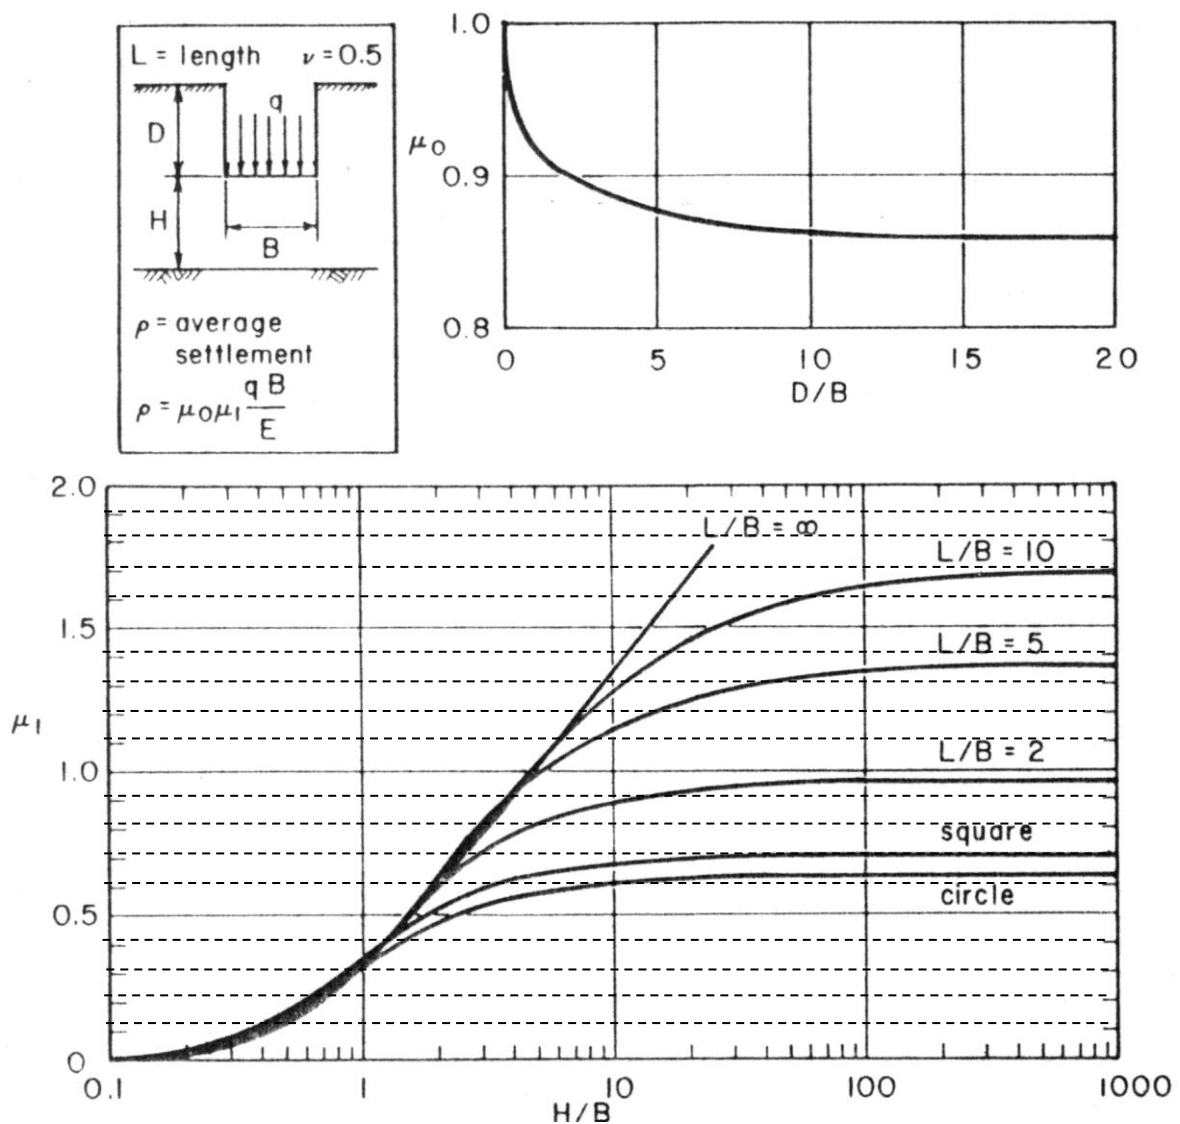 L = length ν = 0.5
q
D
H
B
ρ = average
settlement
ρ = μ0μ1 qB/E
1.0
μ0
0.9
0.8
0 5 10 15 20
D/B
2.0
L/B = ∞
L/B = 10
1.5
L/B = 5
μ1
L/B = 2
1.0
square
0.5
circle
0
0.1 1 10 100 1000
H/B